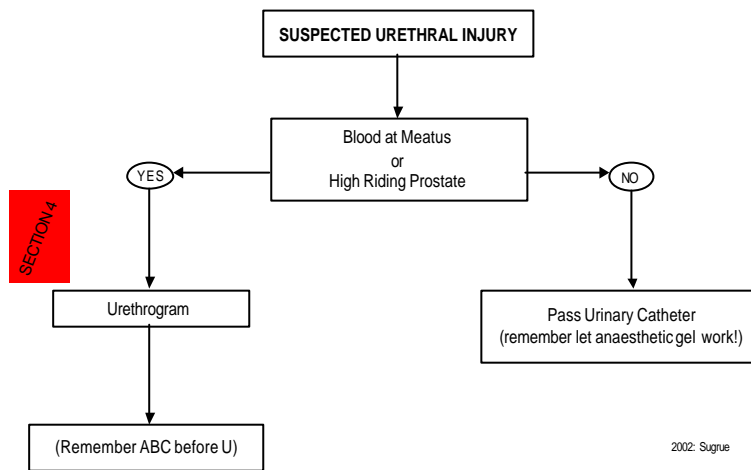 SUSPECTED URETHRAL INJURY
Blood at Meatus
or
High Riding Prostate
YES
NO
SECTION 4
Urethrogram
Pass Urinary Catheter
(remember let anaesthetic gel work!)
(Remember ABC before U)
2002: Sugrue